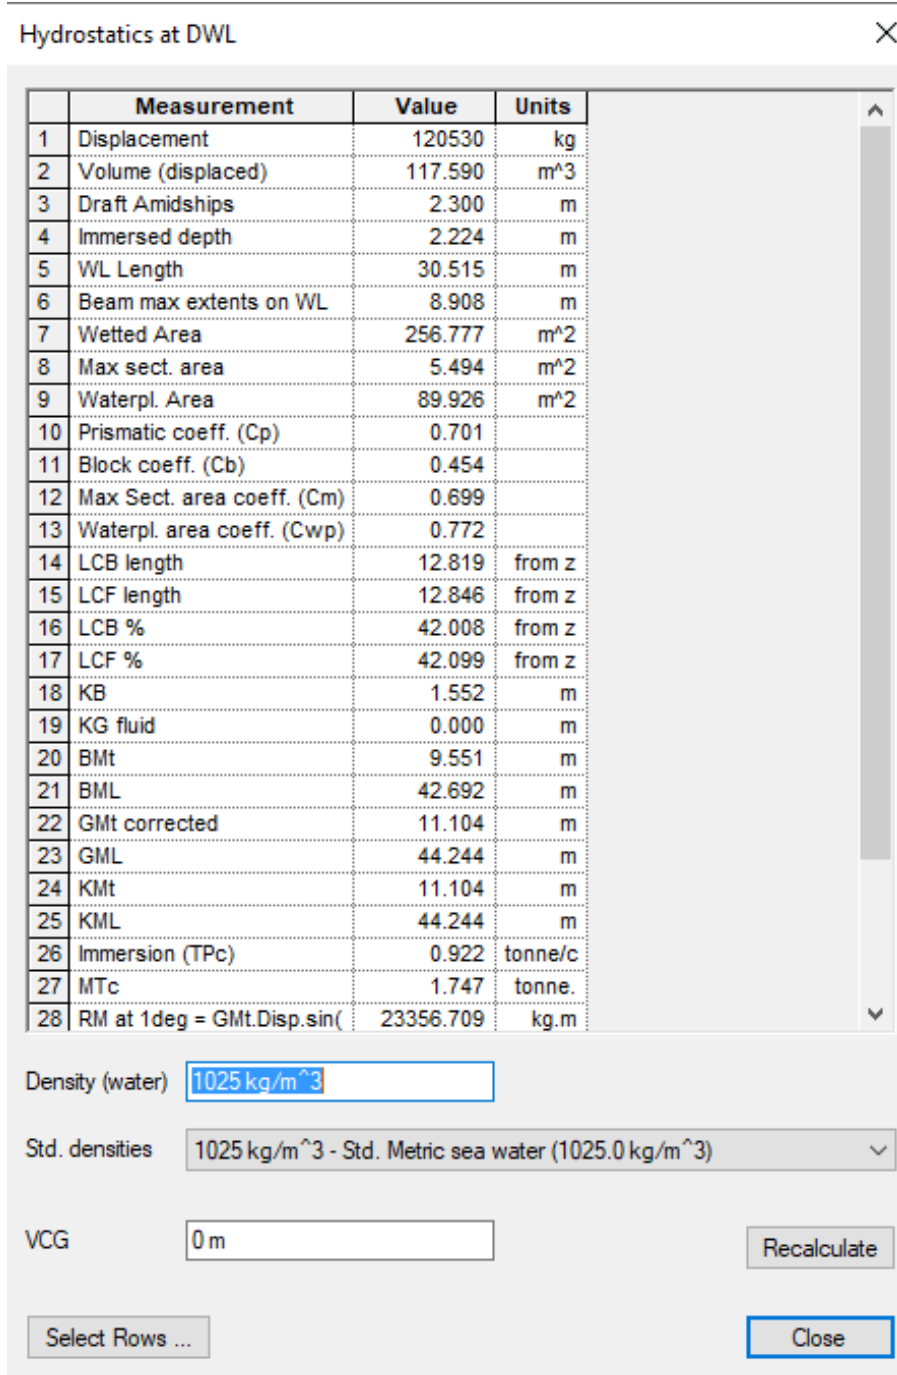 Hydrostatics at DWL
Measurement Value Units
1 Displacement 120530 kg
2 Volume (displaced) 117.590 m^3
3 Draft Amidships 2.300 m
4 Immersed depth 2.224 m
5 WL Length 30.515 m
6 Beam max extents on WL 8.908 m
7 Wetted Area 256.777 m^2
8 Max sect. area 5.494 m^2
9 Waterpl. Area 89.926 m^2
10 Prismatic coeff. (Cp) 0.701
11 Block coeff. (Cb) 0.454
12 Max Sect. area coeff. (Cm) 0.699
13 Waterpl. area coeff. (Cwp) 0.772
14 LCB length 12.819 from z
15 LCF length 12.846 from z
16 LCB % 42.008 from z
17 LCF % 42.099 from z
18 KB 1.552 m
19 KG fluid 0.000 m
20 BMt 9.551 m
21 BML 42.692 m
22 GMt corrected 11.104 m
23 GML 44.244 m
24 KMt 11.104 m
25 KML 44.244 m
26 Immersion (TPc) 0.922 tonne/c
27 MTc 1.747 tonne.
28 RM at 1deg = GMt.Disp.sin( 23356.709 kg.m
Density (water) 1025 kg/m^3
Std. densities 1025 kg/m^3 - Std. Metric sea water (1025.0 kg/m^3)
VCG 0 m
Recalculate
Select Rows ... Close